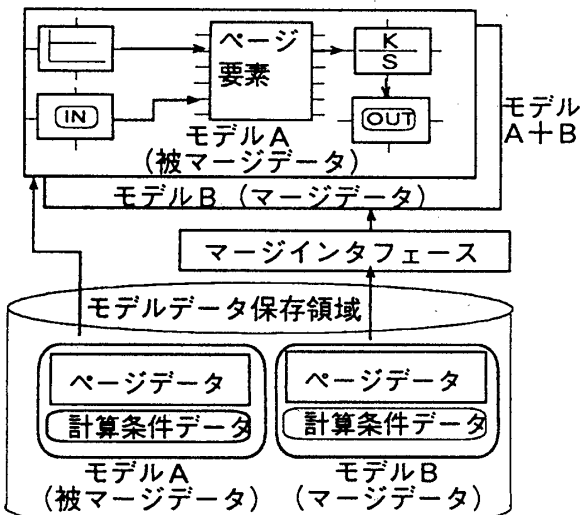 ページ
要素
K
S
IN
OUT
モデルA
(被マージデータ)
モデル
A+B
モデルB (マージデータ)
マージインタフェース
モデルデータ保存領域
ページデータ
計算条件データ
モデルA
(被マージデータ)
ページデータ
計算条件データ
モデルB
(マージデータ)